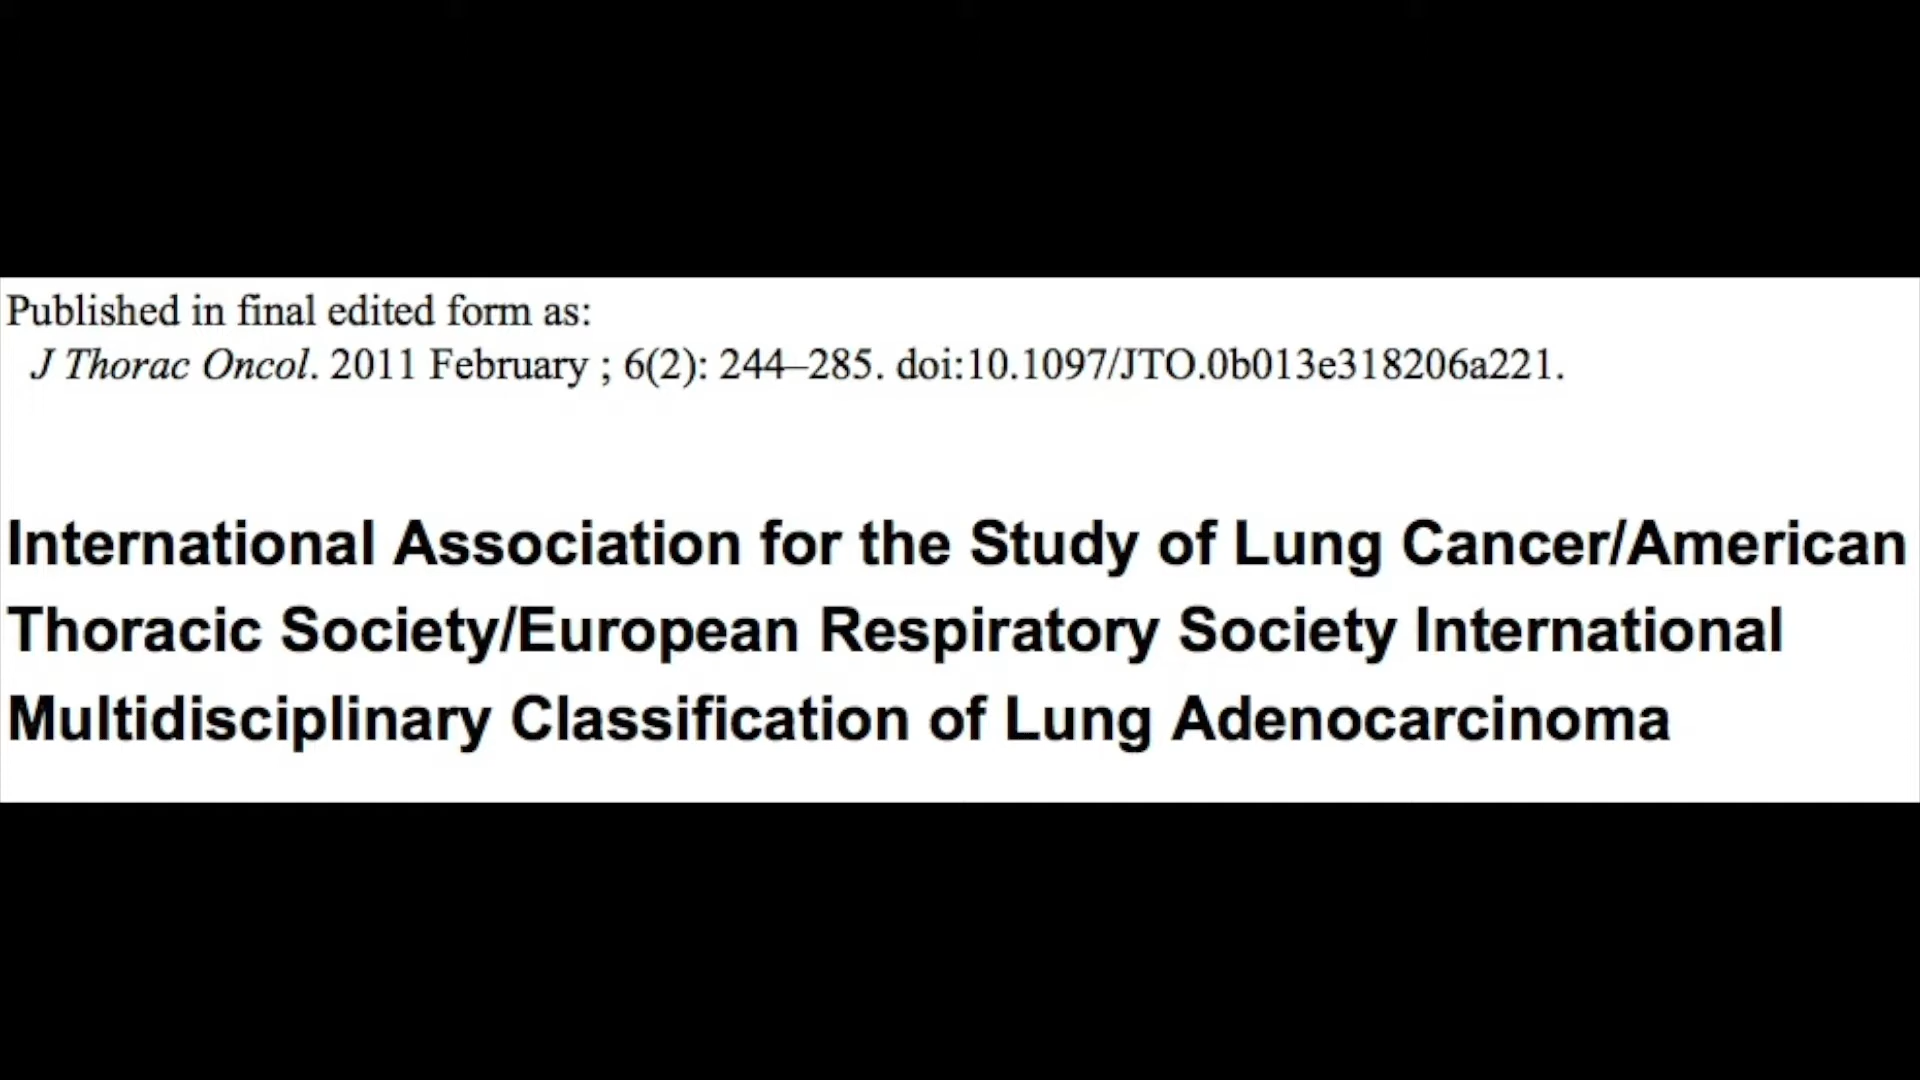 Published in final edited form as:
J Thorac Oncol. 2011 February ; 6(2): 244–285. doi:10.1097/JTO.0b013e318206a221.
International Association for the Study of Lung Cancer/American
Thoracic Society/European Respiratory Society International
Multidisciplinary Classification of Lung Adenocarcinoma